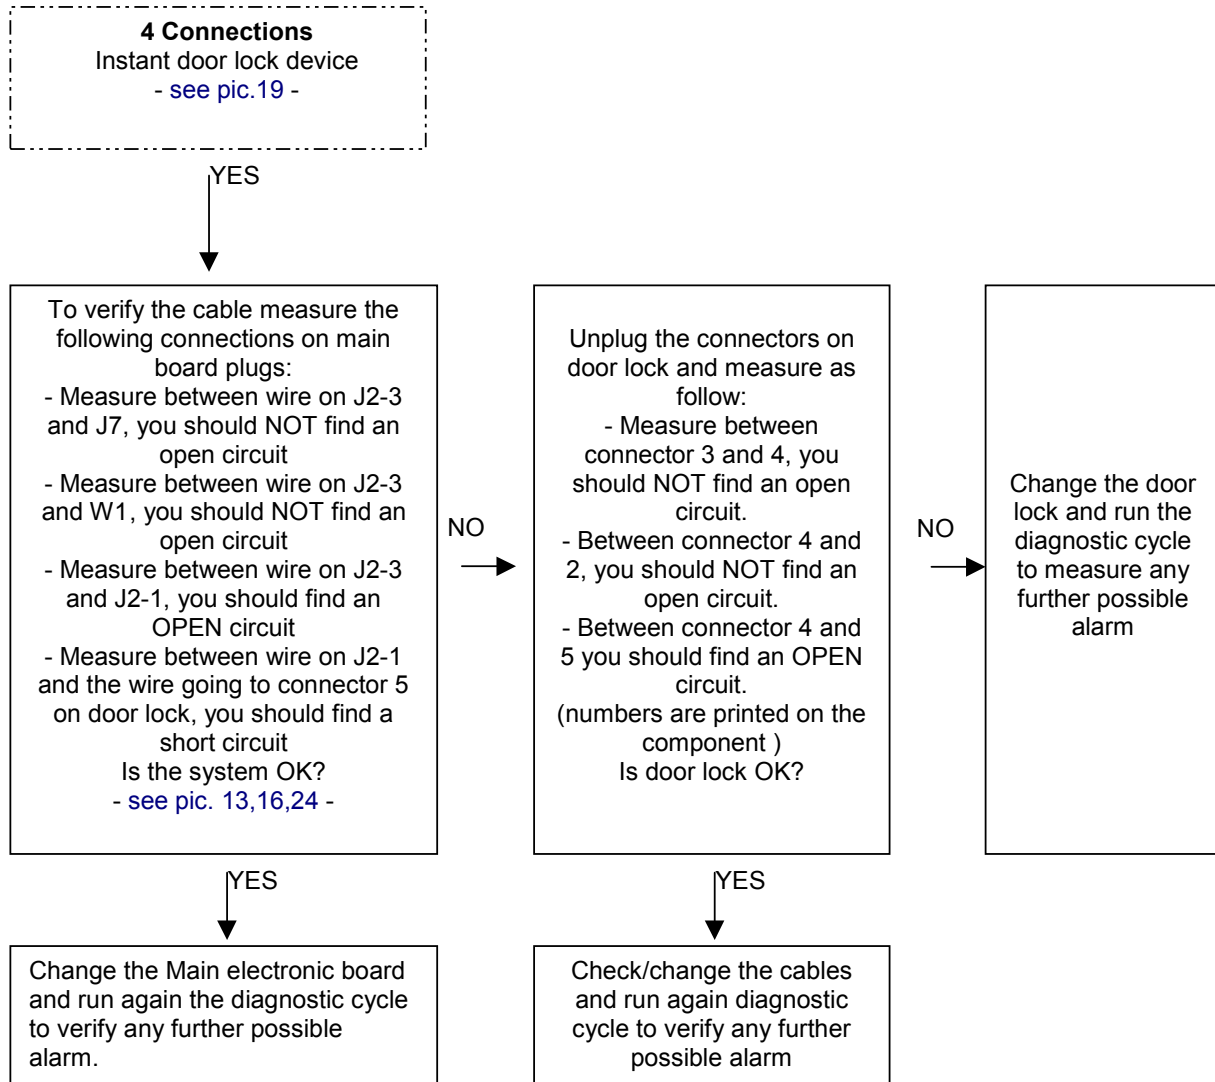 4 Connections
Instant door lock device
- see pic.19 -
YES
To verify the cable measure the
following connections on main
board plugs:
- Measure between wire on J2-3
and J7, you should NOT find an
open circuit
- Measure between wire on J2-3
and W1, you should NOT find an
open circuit
- Measure between wire on J2-3
and J2-1, you should find an
OPEN circuit
- Measure between wire on J2-1
and the wire going to connector 5
on door lock, you should find a
short circuit
Is the system OK?
- see pic. 13,16,24 -
NO
Unplug the connectors on
door lock and measure as
follow:
- Measure between
connector 3 and 4, you
should NOT find an open
circuit.
- Between connector 4 and
2, you should NOT find an
open circuit.
- Between connector 4 and
5 you should find an OPEN
circuit.
(numbers are printed on the
component )
Is door lock OK?
NO
Change the door
lock and run the
diagnostic cycle
to measure any
further possible
alarm
YES
YES
Change the Main electronic board
and run again the diagnostic cycle
to verify any further possible
alarm.
Check/change the cables
and run again diagnostic
cycle to verify any further
possible alarm